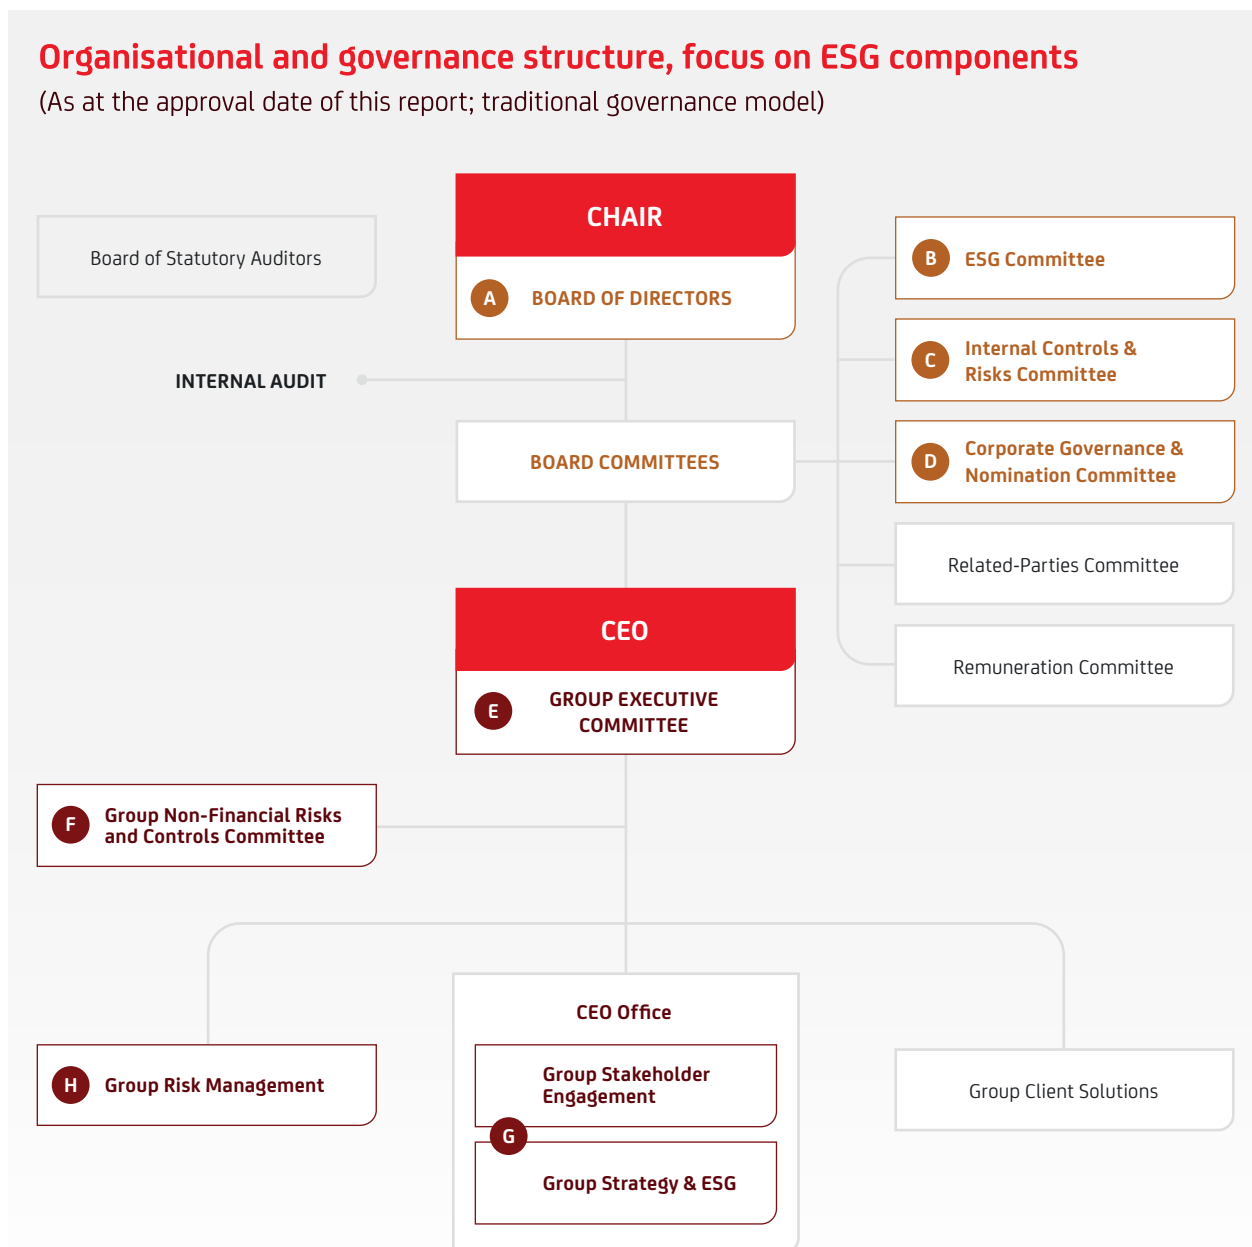 Organisational and governance structure, focus on ESG components
(As at the approval date of this report; traditional governance model)
CHAIR
Board of Statutory Auditors
A BOARD OF DIRECTORS
B ESG Committee
C Internal Controls &
Risks Committee
INTERNAL AUDIT
BOARD COMMITTEES
D Corporate Governance &
Nomination Committee
Related-Parties Committee
Remuneration Committee
CEO
E GROUP EXECUTIVE
COMMITTEE
F Group Non-Financial Risks
and Controls Committee
CEO Office
H Group Risk Management
Group Stakeholder
Engagement
G
Group Strategy & ESG
Group Client Solutions